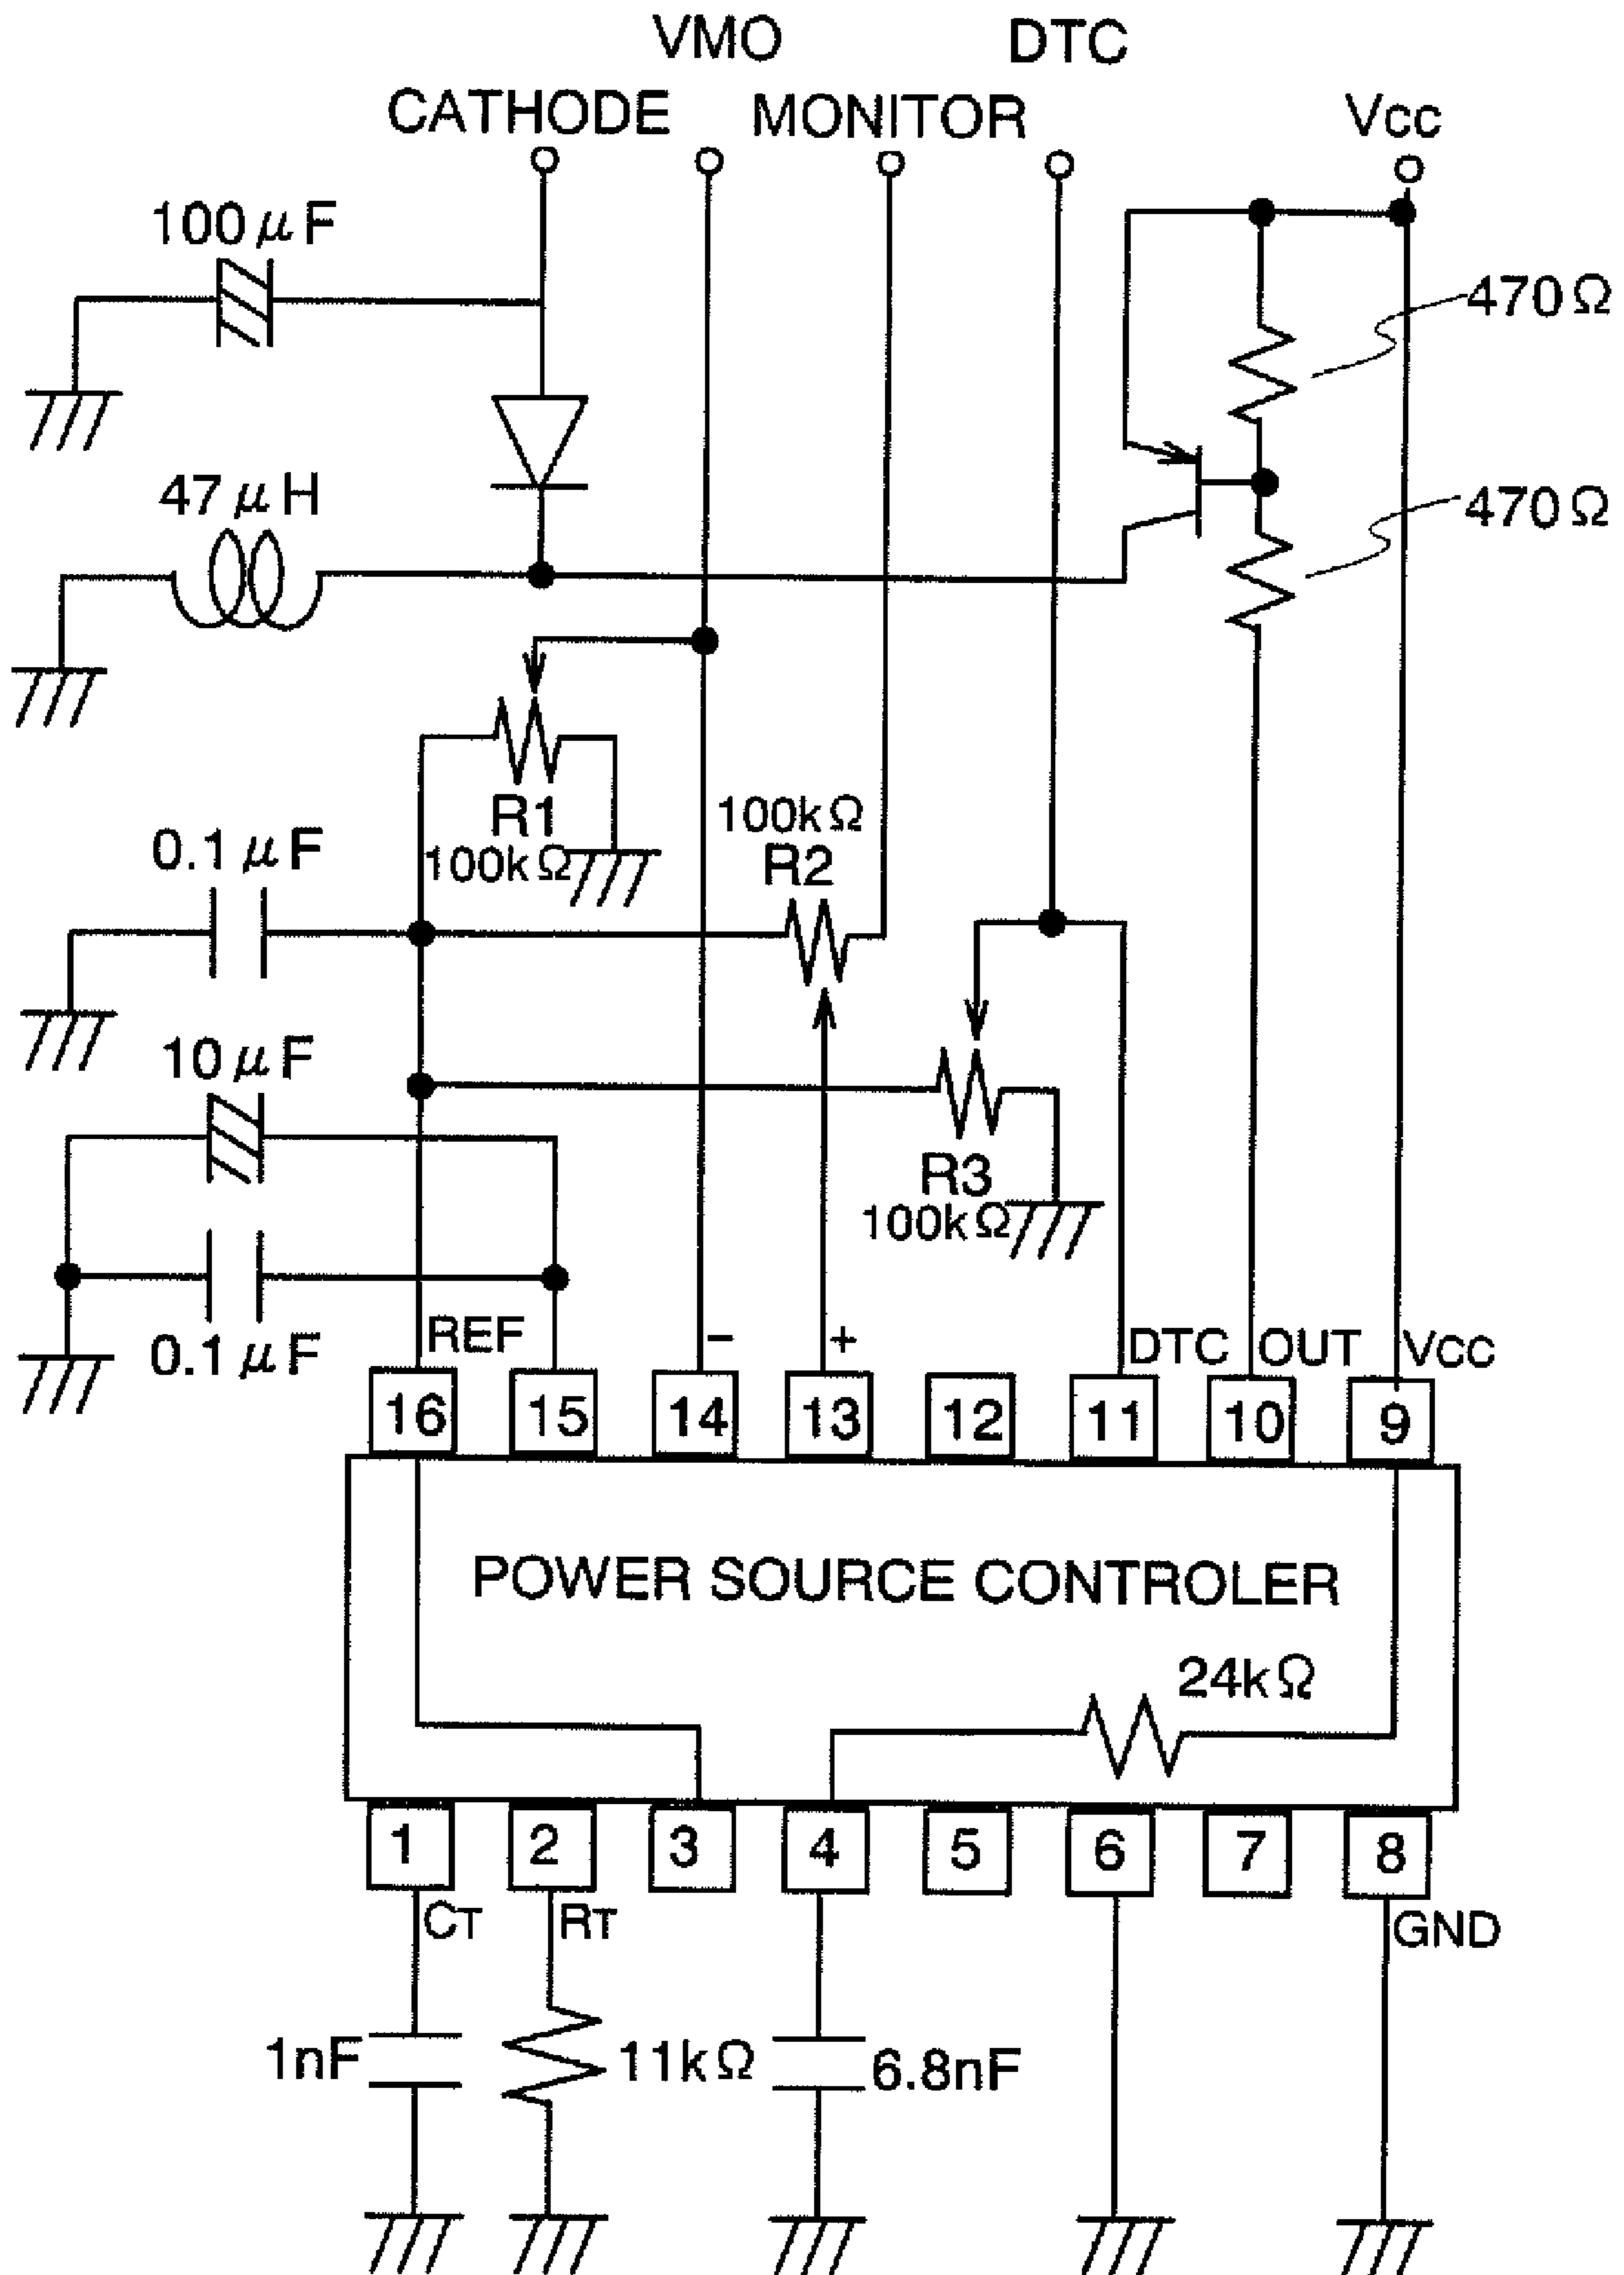 VMO
DTC
CATHODE
MONITOR
Vcc
100μF
470Ω
47μH
470Ω
R1
100kΩ
100kΩ
R2
0.1μF
10μF
R3
100kΩ
0.1μF
REF
−
+
DTC
OUT
Vcc
16
15
14
13
12
11
10
9
POWER SOURCE CONTROLER
24kΩ
1
2
3
4
5
6
7
8
CT
RT
GND
1nF
11kΩ
6.8nF